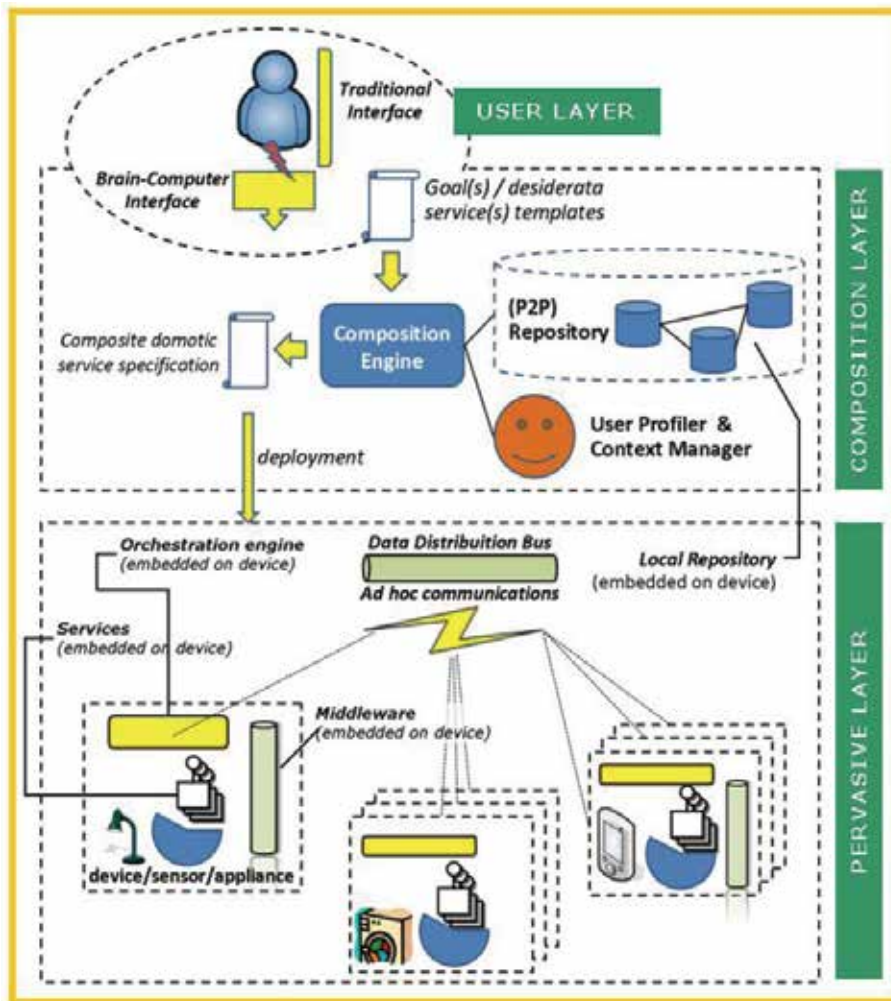 Traditional
Interface
USER LAYER
Brain-Computer
Interface
Goal(s) / desiderata
service(s) templates
COMPOSITION LAYER
(P2P)
Repository
Composition
Engine
Composite domotic
service specification
User Profiler &
Context Manager
deployment
Orchestration engine
(embedded on device)
Data Distribuition Bus
Ad hoc communications
Local Repository
(embedded on device)
Services
(embedded on device)
Middleware
(embedded on device)
PERVASIVE LAYER
device/sensor/appliance